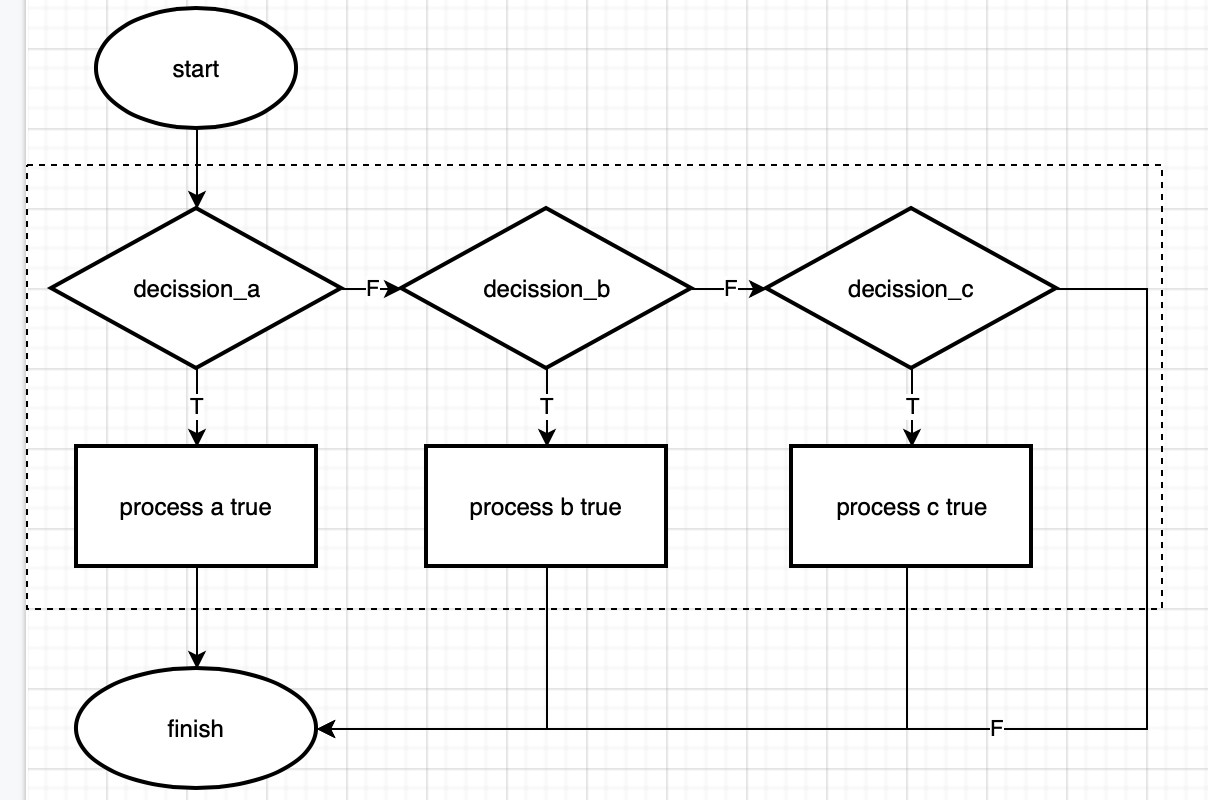 start
decission_a
F
decission_b
F
decission_c
T
T
T
process a true
process b true
process c true
finish
F